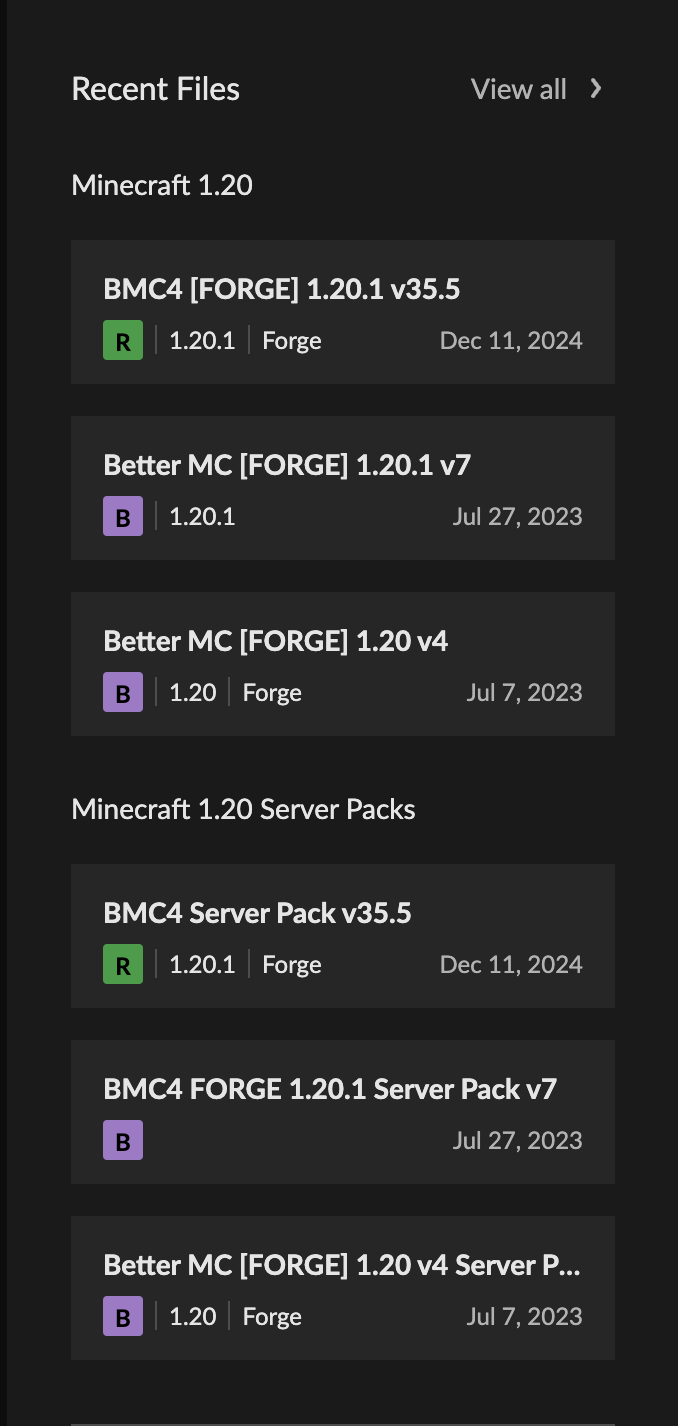 Recent Files View all
Minecraft 1.20
BMC4 [FORGE] 1.20.1 v35.5
R 1.20.1 Forge Dec 11, 2024
Better MC [FORGE] 1.20.1 v7
B 1.20.1 Jul 27, 2023
Better MC [FORGE] 1.20 v4
B 1.20 Forge Jul 7, 2023
Minecraft 1.20 Server Packs
BMC4 Server Pack v35.5
R 1.20.1 Forge Dec 11, 2024
BMC4 FORGE 1.20.1 Server Pack v7
B Jul 27, 2023
Better MC [FORGE] 1.20 v4 Server P...
B 1.20 Forge Jul 7, 2023